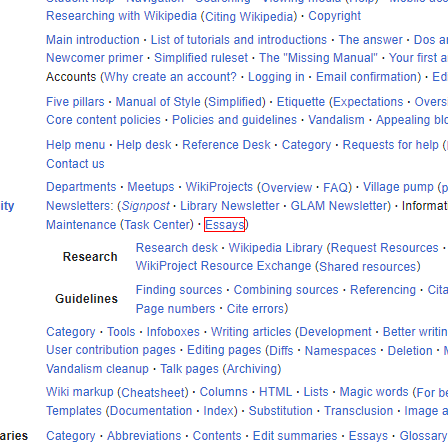 Researching with Wikipedia (Citing Wikipedia) · Copyright
Main introduction · List of tutorials and introductions · The answer · Dos an
Newcomer primer · Simplified ruleset · The "Missing Manual" · Your first a
Accounts (Why create an account? · Logging in · Email confirmation) · Ed
Five pillars · Manual of Style (Simplified) · Etiquette (Expectations · Overs
Core content policies · Policies and guidelines · Vandalism · Appealing blo
Help menu · Help desk · Reference Desk · Category · Requests for help (
Contact us
Departments · Meetups · WikiProjects (Overview · FAQ) · Village pump (p
ity Newsletters: (Signpost · Library Newsletter · GLAM Newsletter) · Informat
Maintenance (Task Center) · Essays)
Research desk · Wikipedia Library (Request Resources ·
Research
WikiProject Resource Exchange (Shared resources)
Finding sources · Combining sources · Referencing · Cita
Guidelines
Page numbers · Cite errors)
Category · Tools · Infoboxes · Writing articles (Development · Better writin
User contribution pages · Editing pages (Diffs · Namespaces · Deletion · M
Vandalism cleanup · Talk pages (Archiving)
Wiki markup (Cheatsheet) · Columns · HTML · Lists · Magic words (For be
Templates (Documentation · Index) · Substitution · Transclusion · Image a
aries Category · Abbreviations · Contents · Edit summaries · Essays · Glossary